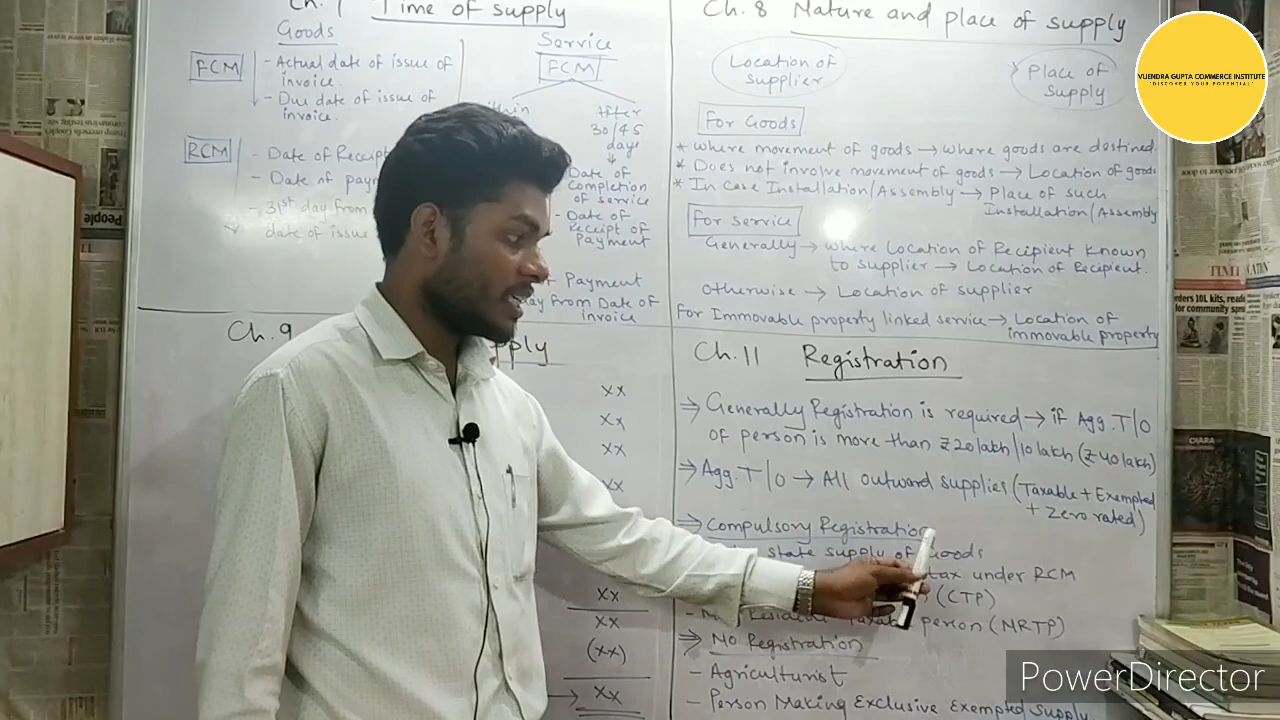 Ch. 7 Time of supply
Goods
FCM
- Actual date of issue of
invoice.
- Due date of issue of
invoice.
RCM
- Date of Receipt
- Date of
- 31st day from
date of issue
Service
FCM
After
30/45
days
Date of
completion
of service
- Date of
Receipt of
Payment
Payment
from Date of
invoice
Ch. 8 Nature and place of supply
Location of
supplier
Place of
Supply
For Goods
* where movement of goods → where goods are destined.
* Does not involve movement of goods → Location of goods
* In case Installation/Assembly → Place of such
Installation/Assembly
For service
Generally → where Location of Recipient known
to supplier → Location of Recipient.
otherwise → Location of supplier
For Immovable property linked service → Location of
immovable property
Ch. 9
xx
xx
xx
xx
xx
xx
(xx)
→ xx
Ch. 11 Registration
⇒ Generally Registration is required → if Agg. T/O
of person is more than ₹20 lakh/10 lakh (₹40 lakh)
⇒ Agg. T/O → All outward supplies (Taxable + Exempted
+ Zero rated)
⇒ Compulsory Registration
state supply of Goods
tax under RCM
(CTP)
person (NRTP)
⇒ No Registration
- Agriculturist
- Person Making Exclusive Exempted Supply
VIJENDRA GUPTA COMMERCE INSTITUTE
"DISCOVER YOUR POTENTIAL"
People
PowerDirector